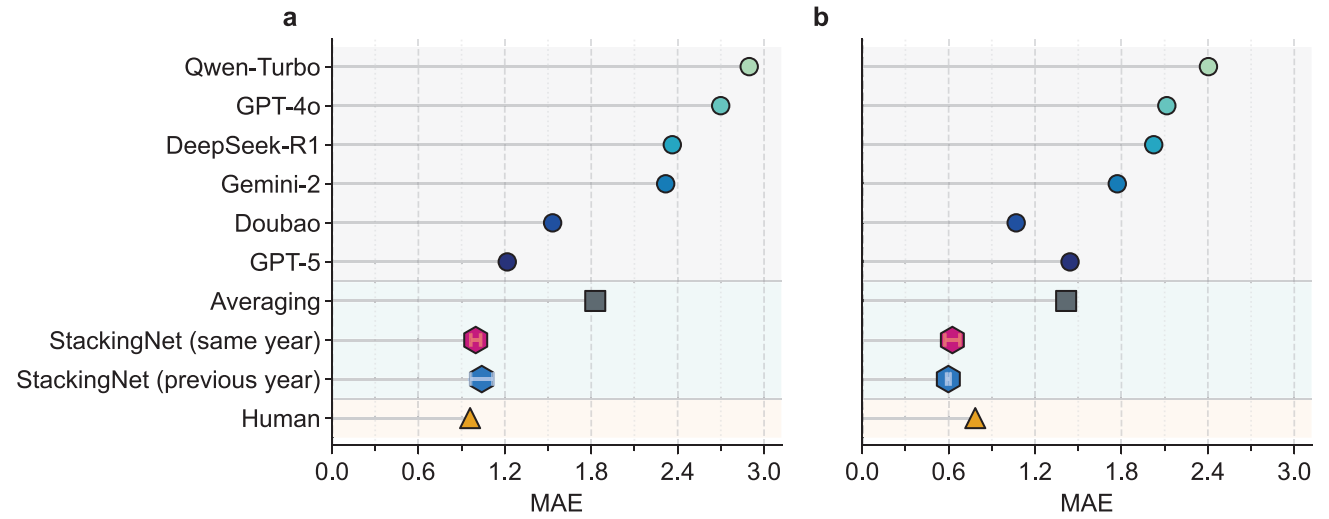 a
b
Qwen-Turbo
GPT-4o
DeepSeek-R1
Gemini-2
Doubao
GPT-5
Averaging
StackingNet (same year)
StackingNet (previous year)
Human
0.0 0.6 1.2 1.8 2.4 3.0
0.0 0.6 1.2 1.8 2.4 3.0
MAE
MAE